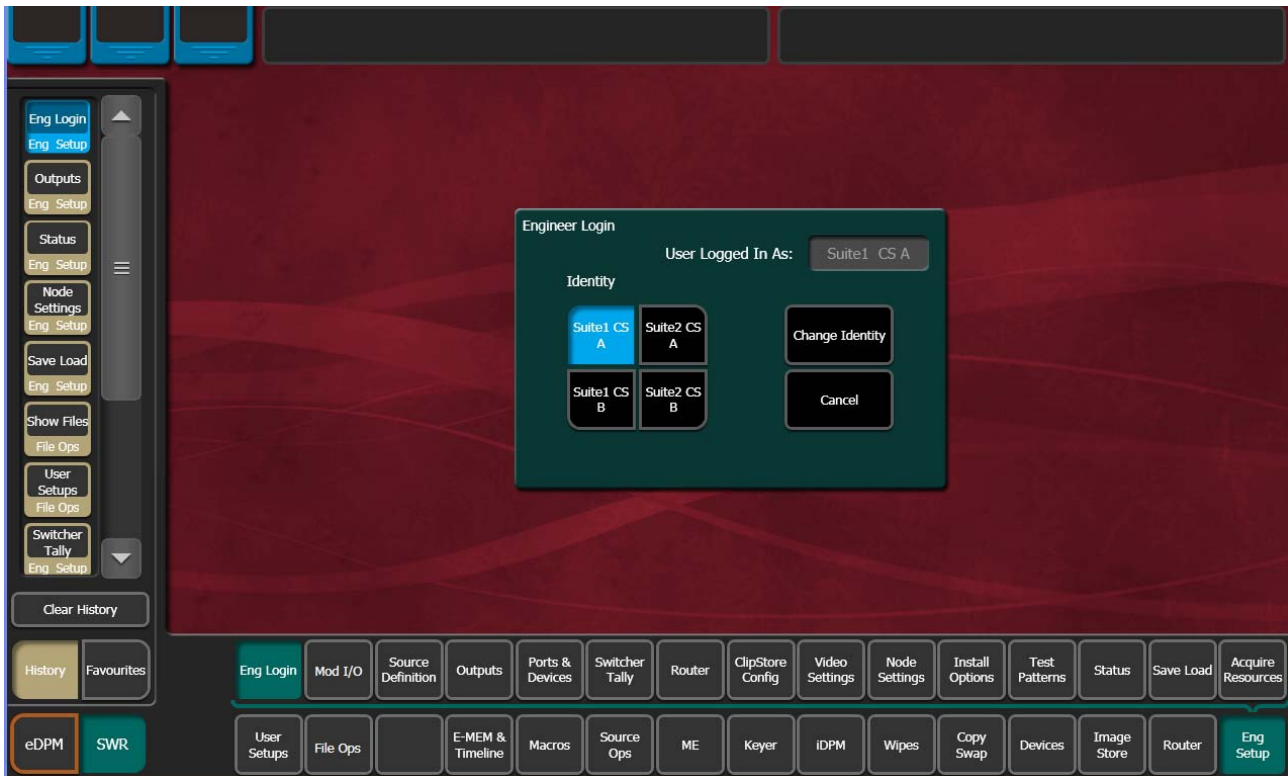 Eng Login
Eng Setup
Outputs
Eng Setup
Status
Eng Setup
Node
Settings
Eng Setup
Save Load
Eng Setup
Show Files
File Ops
User
Setups
File Ops
Switcher
Tally
Eng Setup
Clear History
History
Favourites
eDPM
SWR
Engineer Login
User Logged In As:
Suite1 CS A
Identity
Suite1 CS
A
Suite2 CS
A
Change Identity
Suite1 CS
B
Suite2 CS
B
Cancel
Eng Login
Mod I/O
Source
Definition
Outputs
Ports &
Devices
Switcher
Tally
Router
ClipStore
Config
Video
Settings
Node
Settings
Install
Options
Test
Patterns
Status
Save Load
Acquire
Resources
User
Setups
File Ops
E-MEM &
Timeline
Macros
Source
Ops
ME
Keyer
iDPM
Wipes
Copy
Swap
Devices
Image
Store
Router
Eng
Setup